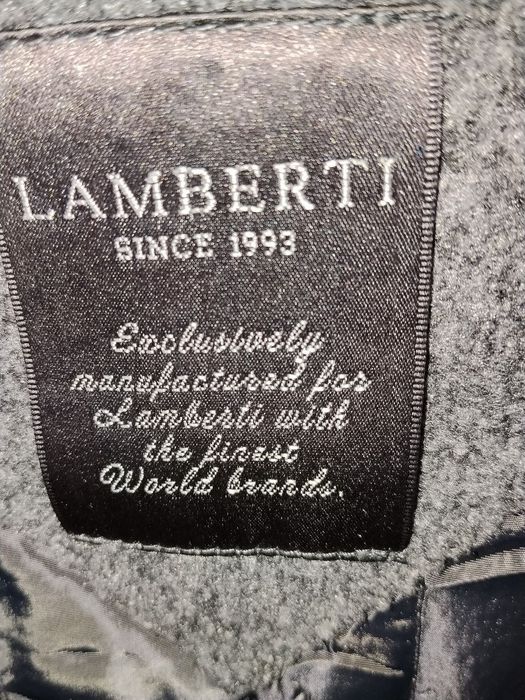 LAMBERTI
SINCE 1993
Exclusively
manufactured for
Lamberti with
the finest
World brands.